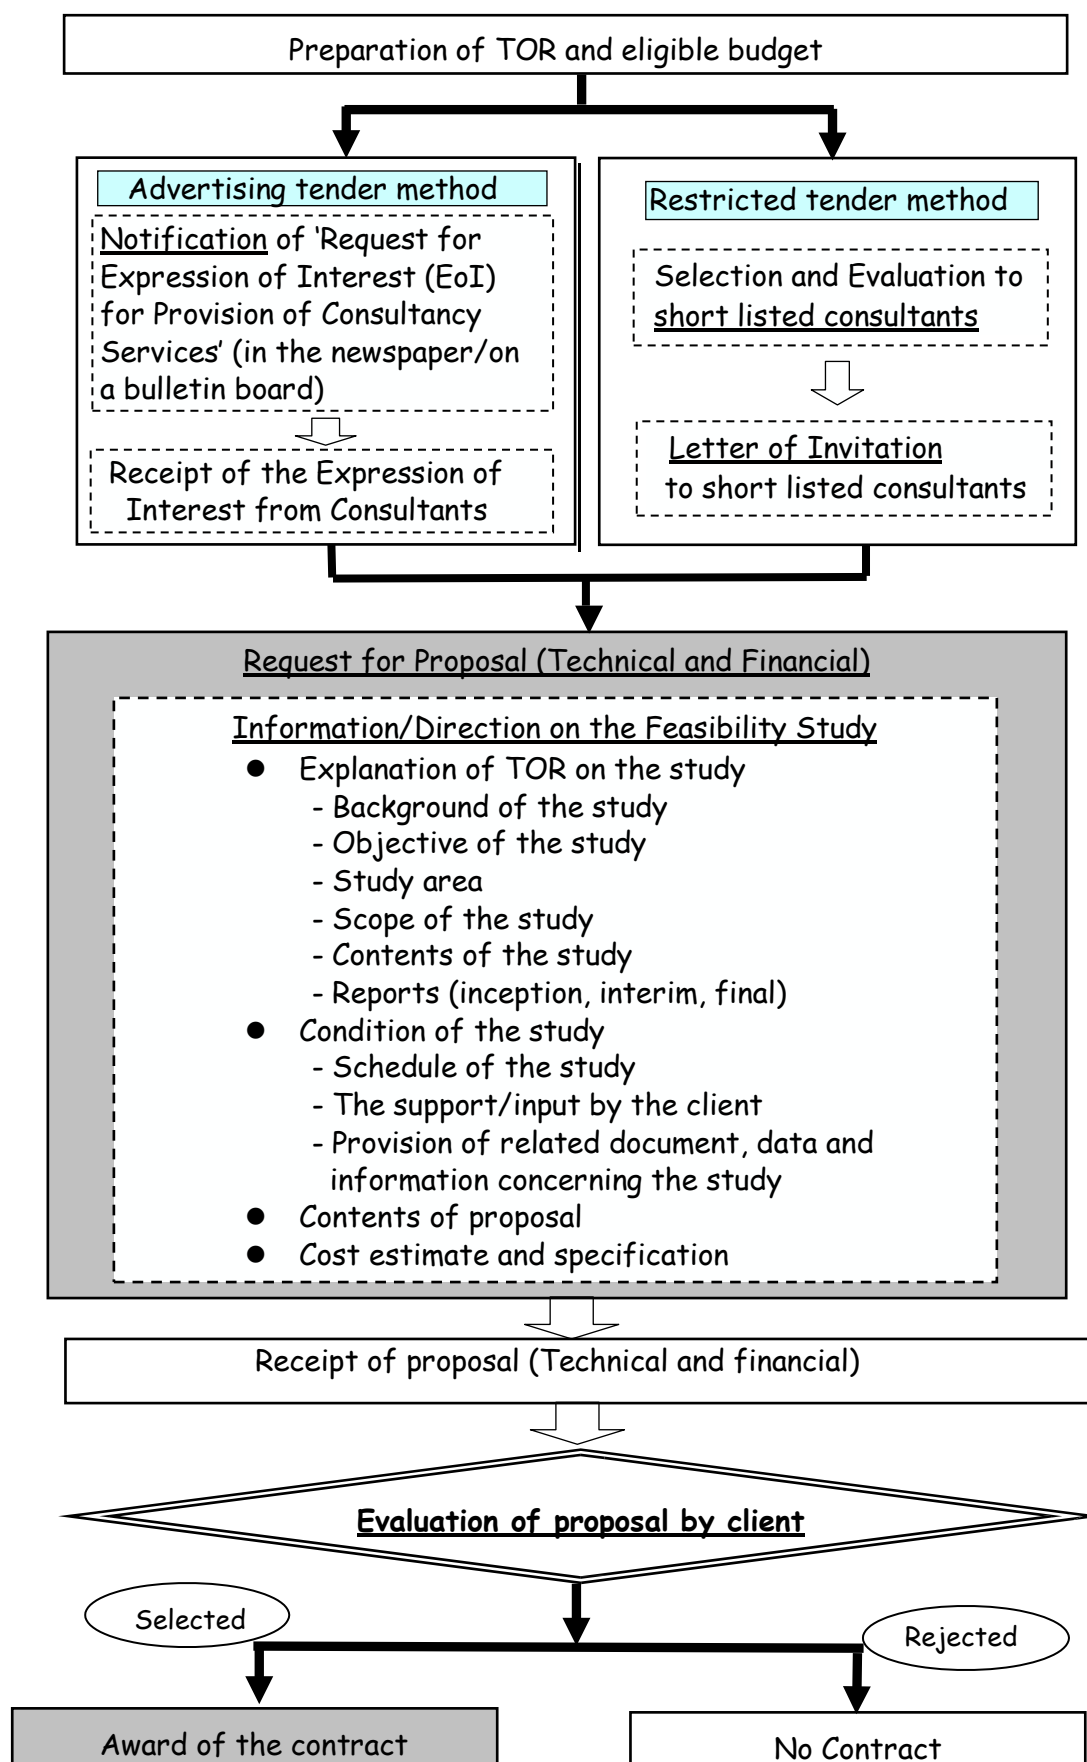 Preparation of TOR and eligible budget
Advertising tender method
Notification of ‘Request for
Expression of Interest (EoI)
for Provision of Consultancy
Services’ (in the newspaper/on
a bulletin board)
Receipt of the Expression of
Interest from Consultants
Restricted tender method
Selection and Evaluation to
short listed consultants
Letter of Invitation
to short listed consultants
Request for Proposal (Technical and Financial)
Information/Direction on the Feasibility Study
● Explanation of TOR on the study
- Background of the study
- Objective of the study
- Study area
- Scope of the study
- Contents of the study
- Reports (inception, interim, final)
● Condition of the study
- Schedule of the study
- The support/input by the client
- Provision of related document, data and
information concerning the study
● Contents of proposal
● Cost estimate and specification
Receipt of proposal (Technical and financial)
Evaluation of proposal by client
Selected
Rejected
Award of the contract
No Contract